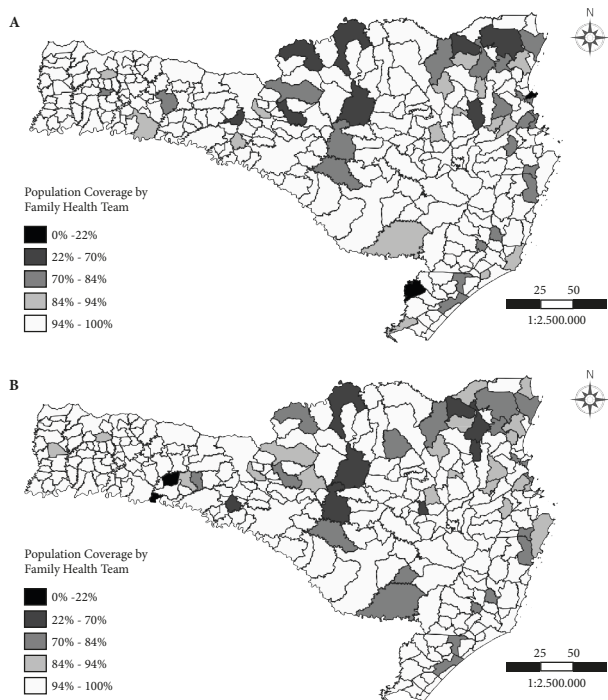 A
N
Population Coverage by
Family Health Team
0% -22%
22% - 70%
70% - 84%
84% - 94%
94% - 100%
25 50
1:2.500.000
B
N
Population Coverage by
Family Health Team
0% -22%
22% - 70%
70% - 84%
84% - 94%
94% - 100%
25 50
1:2.500.000